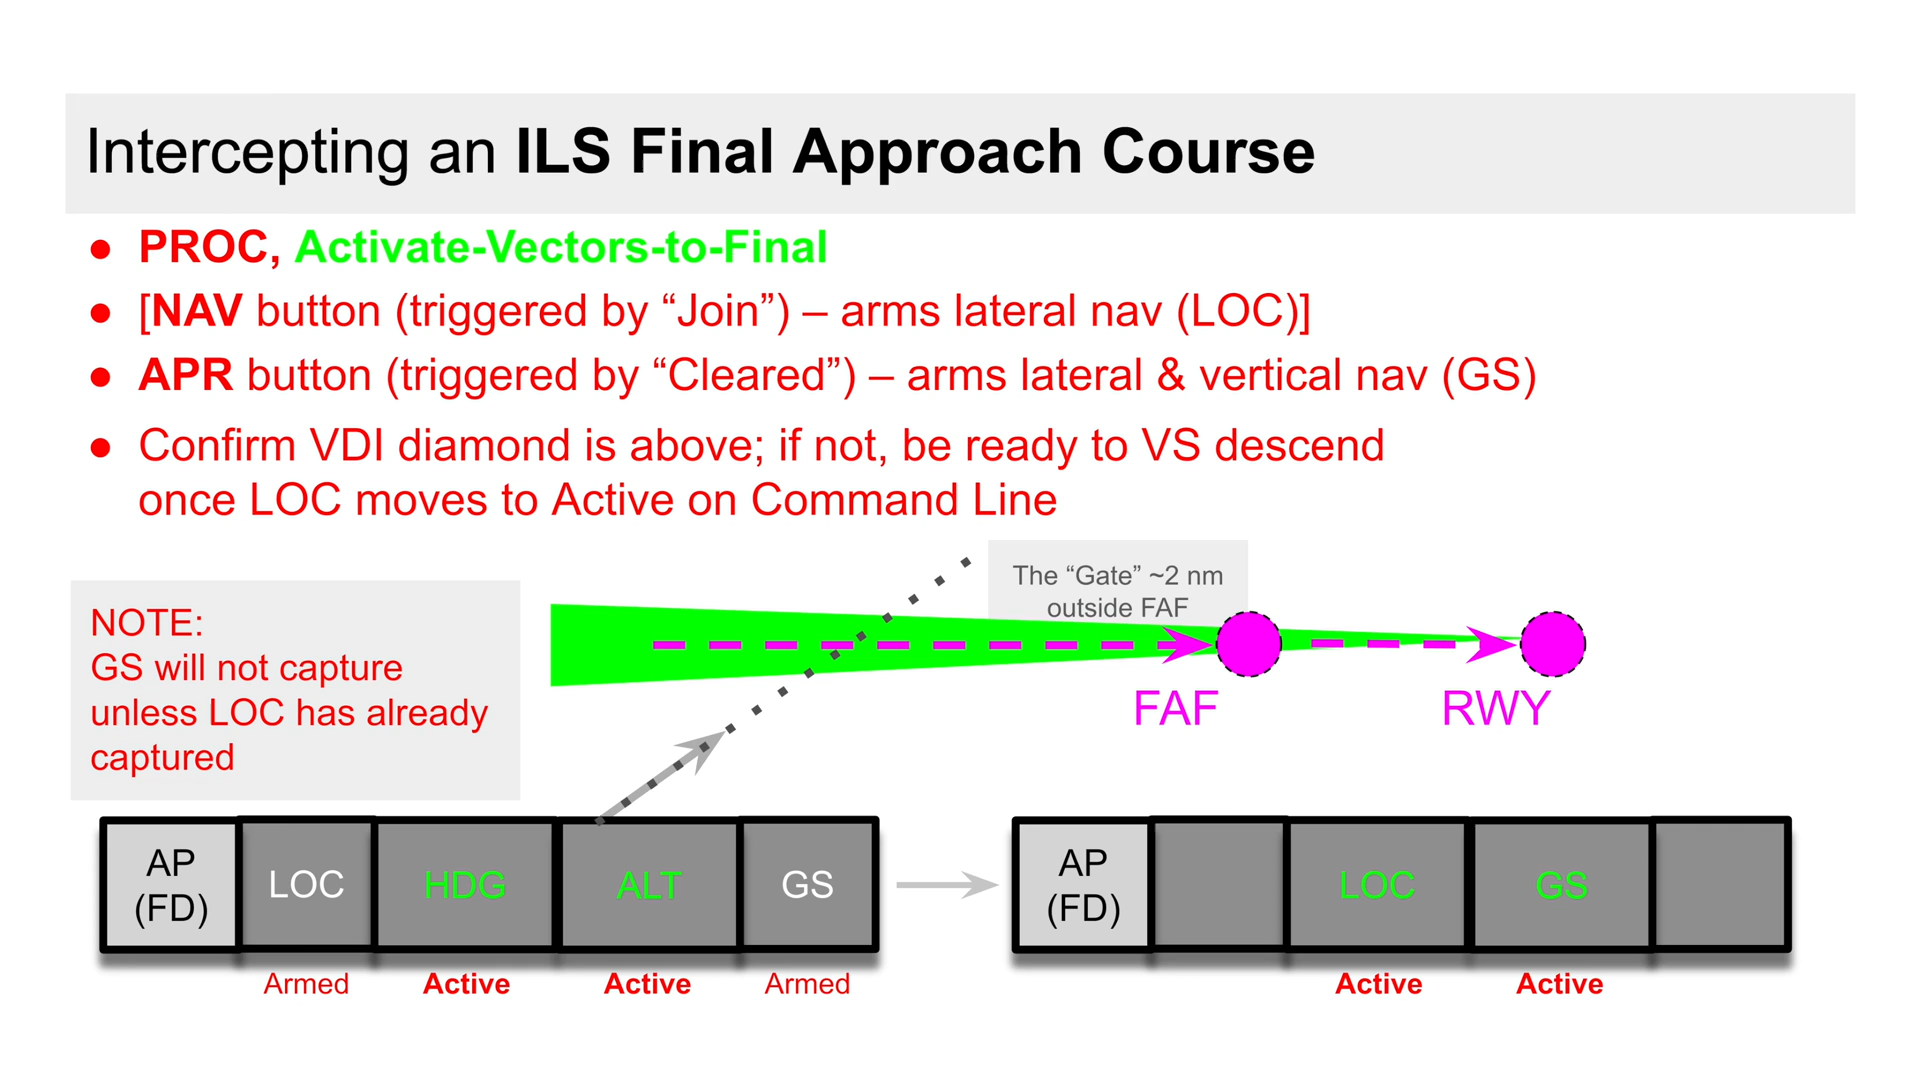 Intercepting an ILS Final Approach Course
● PROC, Activate-Vectors-to-Final
● [NAV button (triggered by “Join”) – arms lateral nav (LOC)]
● APR button (triggered by “Cleared”) – arms lateral & vertical nav (GS)
● Confirm VDI diamond is above; if not, be ready to VS descend
once LOC moves to Active on Command Line
The “Gate” ~2 nm
outside FAF
NOTE:
GS will not capture
unless LOC has already
captured
FAF
RWY
AP
(FD)
LOC
HDG
ALT
GS
Armed
Active
Active
Armed
AP
(FD)
LOC
GS
Active
Active